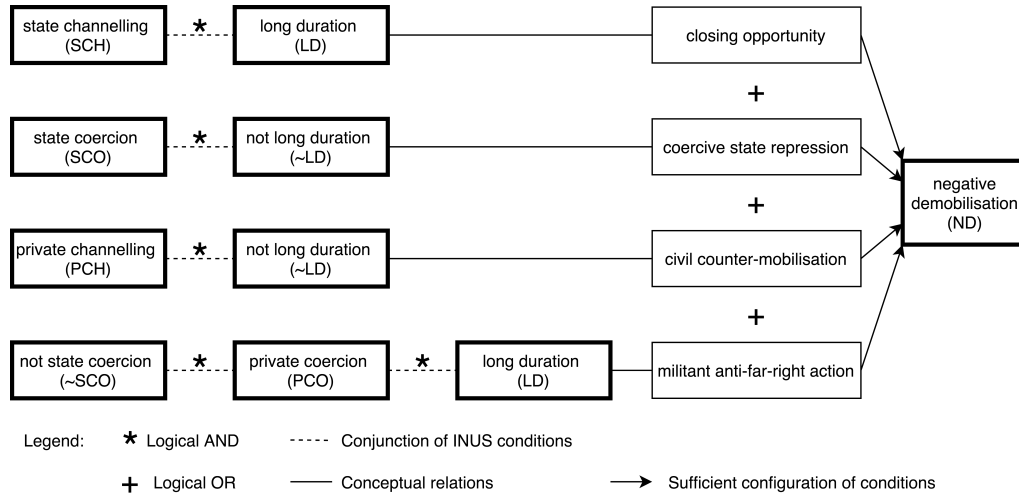 state channelling
(SCH)
*
long duration
(LD)
closing opportunity
+
state coercion
(SCO)
*
not long duration
(~LD)
coercive state repression
negative
demobilisation
(ND)
+
private channelling
(PCH)
*
not long duration
(~LD)
civil counter-mobilisation
+
not state coercion
(~SCO)
*
private coercion
(PCO)
*
long duration
(LD)
militant anti-far-right action
Legend:
* Logical AND
Conjunction of INUS conditions
+ Logical OR
Conceptual relations
Sufficient configuration of conditions